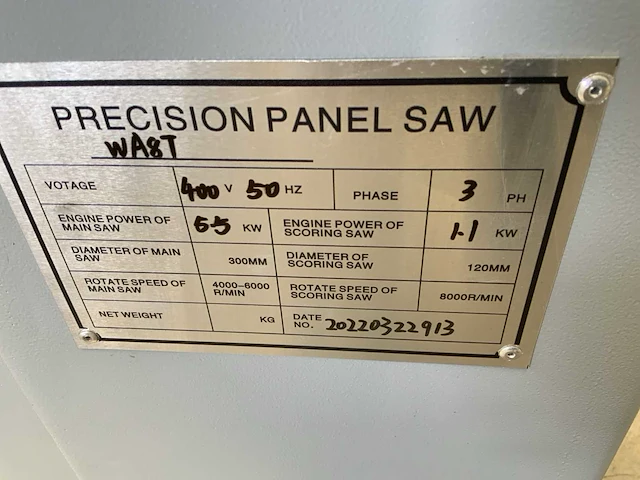 PRECISION PANEL SAW
WA8T
VOTAGE 400 V 50 HZ PHASE 3 PH
ENGINE POWER OF MAIN SAW 5.5 KW ENGINE POWER OF SCORING SAW 1.1 KW
DIAMETER OF MAIN SAW 300MM DIAMETER OF SCORING SAW 120MM
ROTATE SPEED OF MAIN SAW 4000-6000 R/MIN ROTATE SPEED OF SCORING SAW 8000R/MIN
NET WEIGHT KG DATE NO. 20220322913